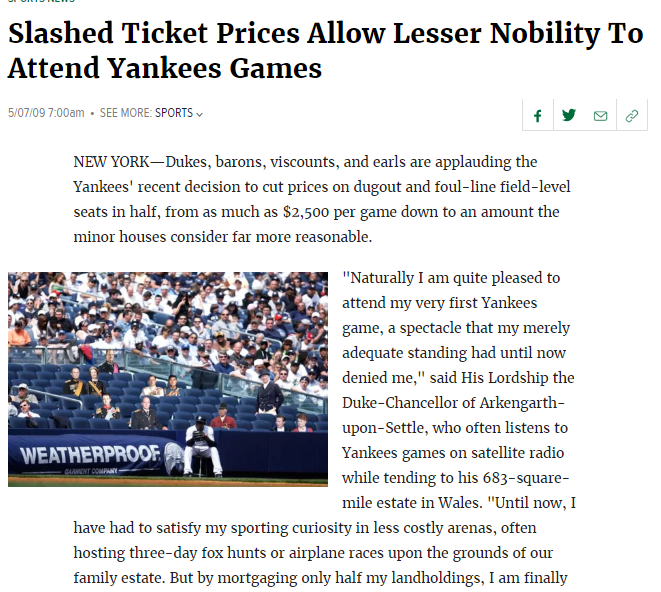 SPORTS NEWS
Slashed Ticket Prices Allow Lesser Nobility To
Attend Yankees Games
5/07/09 7:00am • SEE MORE: SPORTS
NEW YORK—Dukes, barons, viscounts, and earls are applauding the
Yankees' recent decision to cut prices on dugout and foul-line field-level
seats in half, from as much as $2,500 per game down to an amount the
minor houses consider far more reasonable.
"Naturally I am quite pleased to
attend my very first Yankees
game, a spectacle that my merely
adequate standing had until now
denied me," said His Lordship the
Duke-Chancellor of Arkengarth-
upon-Settle, who often listens to
Yankees games on satellite radio
while tending to his 683-square-
mile estate in Wales. "Until now, I
have had to satisfy my sporting curiosity in less costly arenas, often
hosting three-day fox hunts or airplane races upon the grounds of our
family estate. But by mortgaging only half my landholdings, I am finally
WEATHERPROOF
GARMENT COMPANY